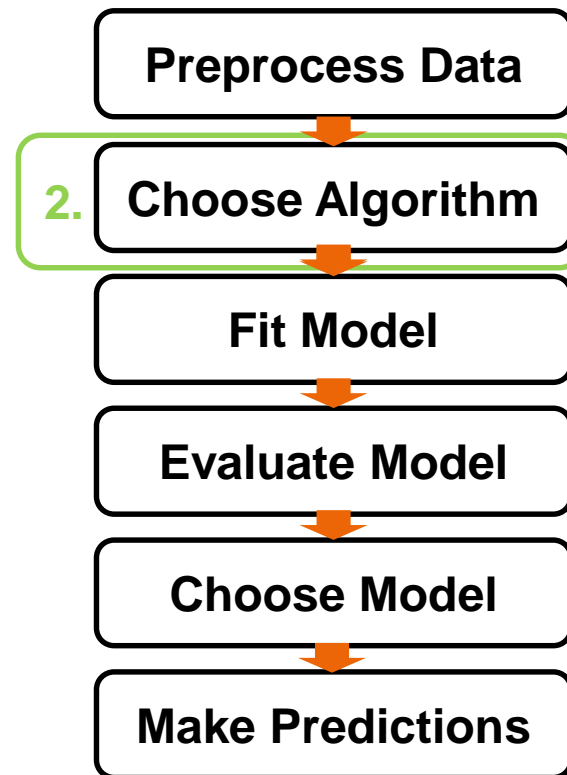 Preprocess Data
2. Choose Algorithm
Fit Model
Evaluate Model
Choose Model
Make Predictions